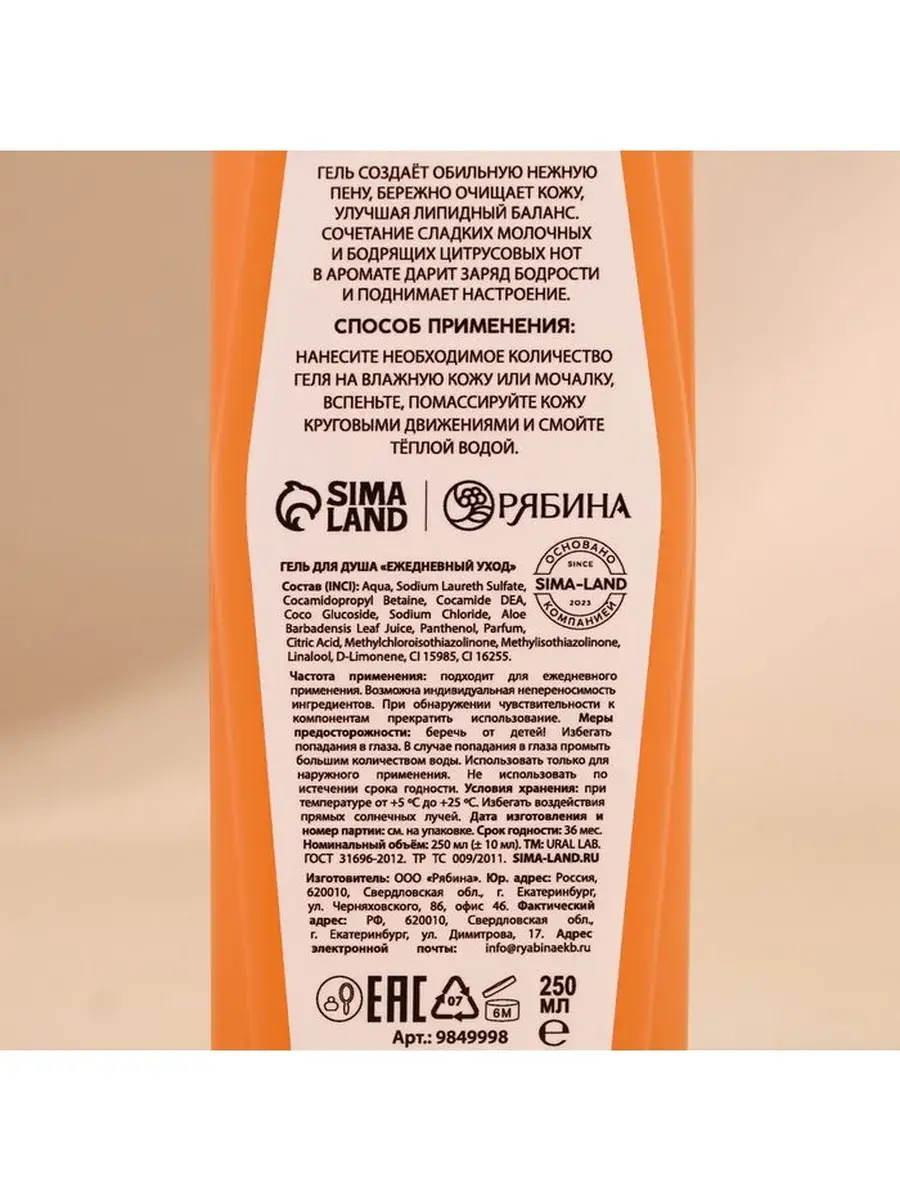 ГЕЛЬ СОЗДАЁТ ОБИЛЬНУЮ НЕЖНУЮ
ПЕНУ, БЕРЕЖНО ОЧИЩАЕТ КОЖУ,
УЛУЧШАЯ ЛИПИДНЫЙ БАЛАНС.
СОЧЕТАНИЕ СЛАДКИХ МОЛОЧНЫХ
И БОДРЯЩИХ ЦИТРУСОВЫХ НОТ
В АРОМАТЕ ДАРИТ ЗАРЯД БОДРОСТИ
И ПОДНИМАЕТ НАСТРОЕНИЕ.
СПОСОБ ПРИМЕНЕНИЯ:
НАНЕСИТЕ НЕОБХОДИМОЕ КОЛИЧЕСТВО
ГЕЛЯ НА ВЛАЖНУЮ КОЖУ ИЛИ МОЧАЛКУ,
ВСПЕНЬТЕ, ПОМАССИРУЙТЕ КОЖУ
КРУГОВЫМИ ДВИЖЕНИЯМИ И СМОЙТЕ
ТЁПЛОЙ ВОДОЙ.
SIMA
LAND
РЯБИНА
ОСНОВАНО
SINCE
SIMA-LAND
2023
КОМПАНИЕЙ
ГЕЛЬ ДЛЯ ДУША «ЕЖЕДНЕВНЫЙ УХОД»
Состав (INCI): Aqua, Sodium Laureth Sulfate,
Cocamidopropyl Betaine, Cocamide DEA,
Coco Glucoside, Sodium Chloride, Aloe
Barbadensis Leaf Juice, Panthenol, Parfum,
Citric Acid, Methylchloroisothiazolinone, Methylisothiazolinone,
Linalool, D-Limonene, CI 15985, CI 16255.
Частота применения: подходит для ежедневного
применения. Возможна индивидуальная непереносимость
ингредиентов. При обнаружении чувствительности к
компонентам прекратить использование. Меры
предосторожности: беречь от детей! Избегать
попадания в глаза. В случае попадания в глаза промыть
большим количеством воды. Использовать только для
наружного применения. Не использовать по
истечении срока годности. Условия хранения: при
температуре от +5 ºС до +25 ºС. Избегать воздействия
прямых солнечных лучей. Дата изготовления и
номер партии: см. на упаковке. Срок годности: 36 мес.
Номинальный объём: 250 мл (± 10 мл). ТМ: URAL LAB.
ГОСТ 31696-2012. ТР ТС 009/2011. SIMA-LAND.RU
Изготовитель: ООО «Рябина». Юр. адрес: Россия,
620010, Свердловская обл., г. Екатеринбург,
ул. Черняховского, 86, офис 46. Фактический
адрес: РФ, 620010, Свердловская обл.,
г. Екатеринбург, ул. Димитрова, 17. Адрес
электронной почты: info@ryabinaekb.ru
EAC
07
6M
250
МЛ
e
Арт.: 9849998